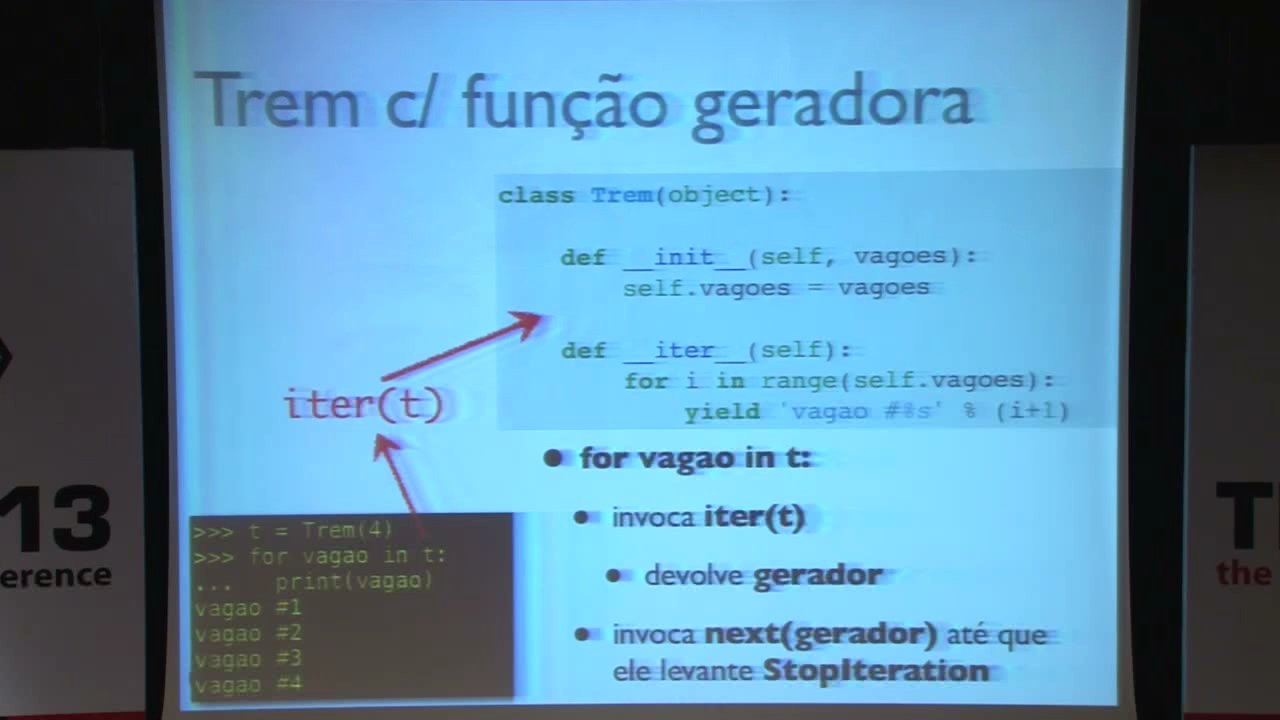 Trem c/ função geradora
class Trem(object):
def __init__(self, vagoes):
self.vagoes = vagoes
def __iter__(self):
for i in range(self.vagoes):
yield 'vagao #%s' % (i+1)
iter(t)
• for vagao in t:
• invoca iter(t)
• devolve gerador
• invoca next(gerador) até que
ele levante StopIteration
>>> t = Trem(4)
>>> for vagao in t:
... print(vagao)
vagao #1
vagao #2
vagao #3
vagao #4
13
erence
T
the